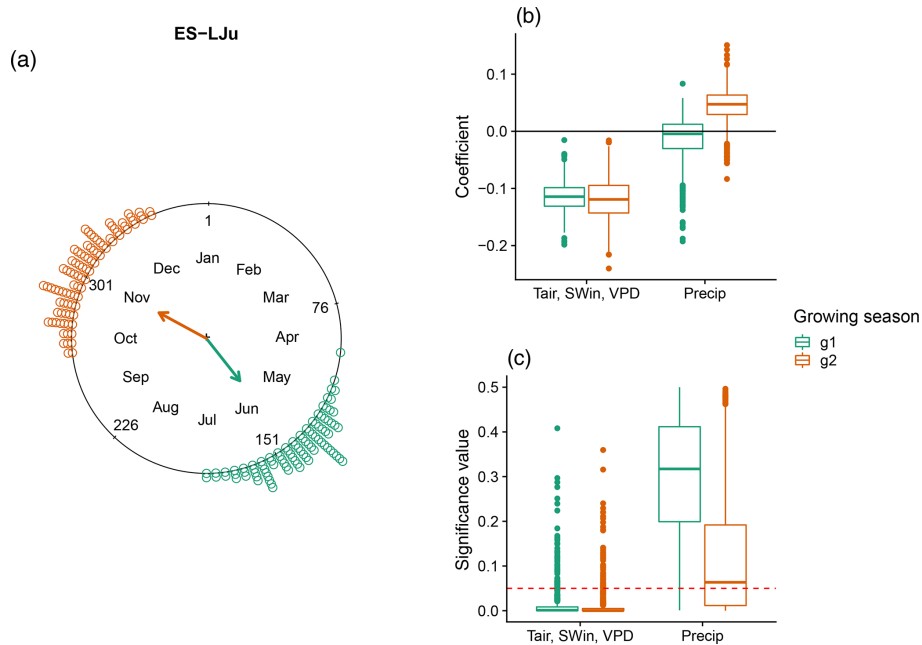 ES−LJu
(a)
1
Jan
Feb
Mar
76
Apr
May
Jun
151
Jul
Aug
226
Sep
Oct
Nov
301
Dec
(b)
Coefficient
0.1
0.0
−0.1
−0.2
Tair, SWin, VPD
Precip
Growing season
g1
g2
(c)
Significance value
0.5
0.4
0.3
0.2
0.1
0.0
Tair, SWin, VPD
Precip